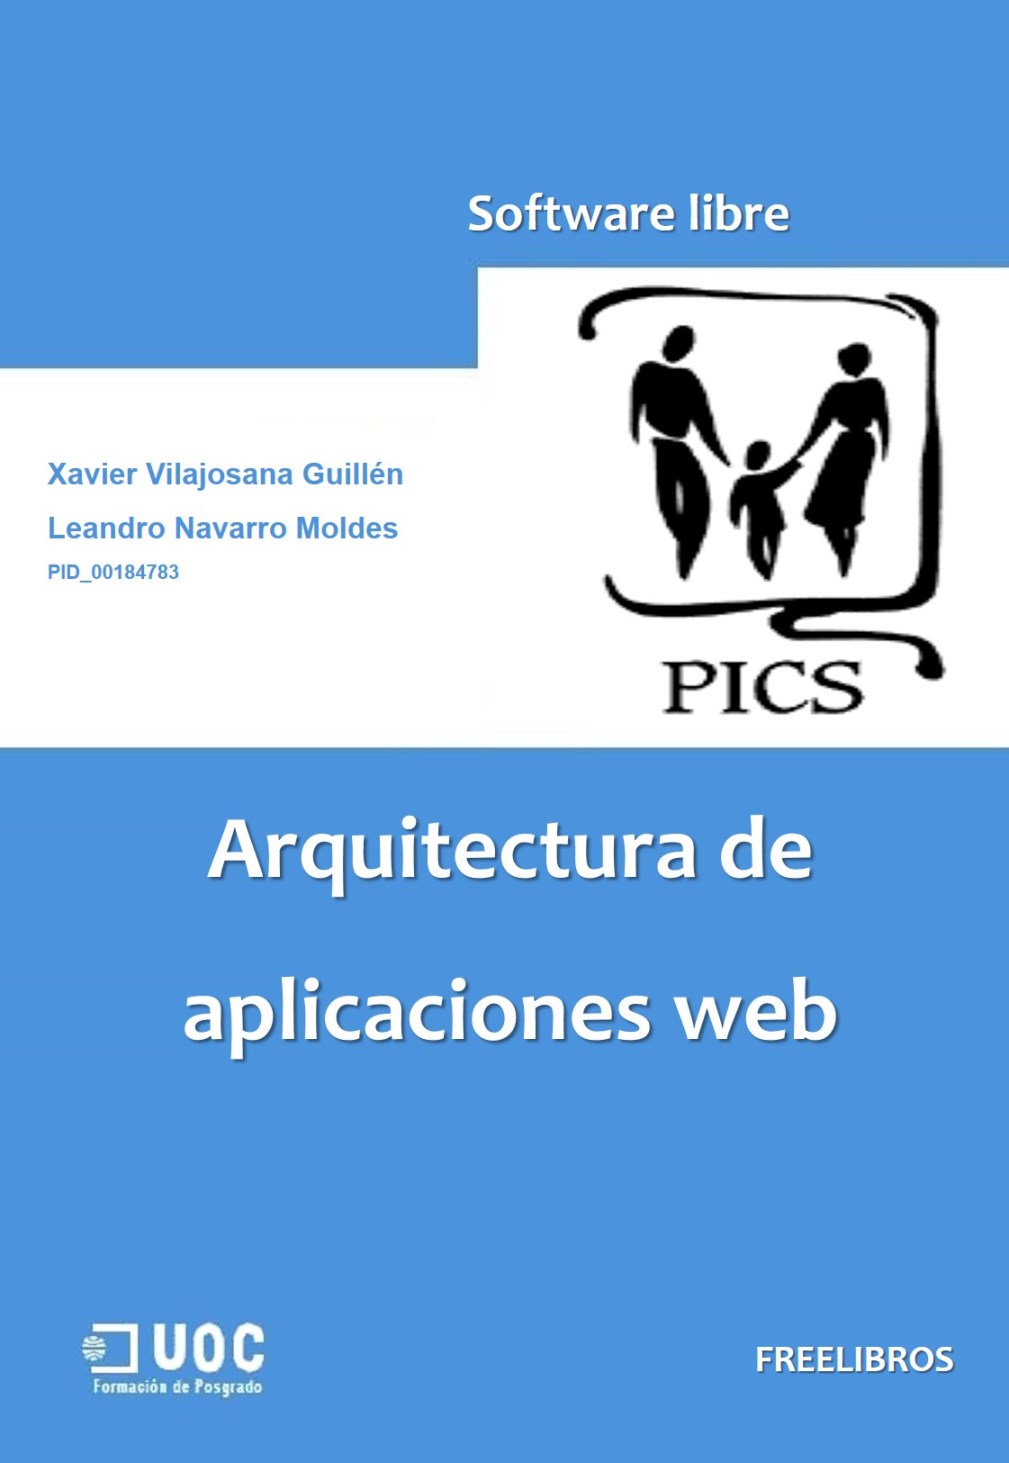 Software libre
Xavier Vilajosana Guillén
Leandro Navarro Moldes
PID_00184783
PICS
Arquitectura de
aplicaciones web
UOC
Formación de Posgrado
FREELIBROS